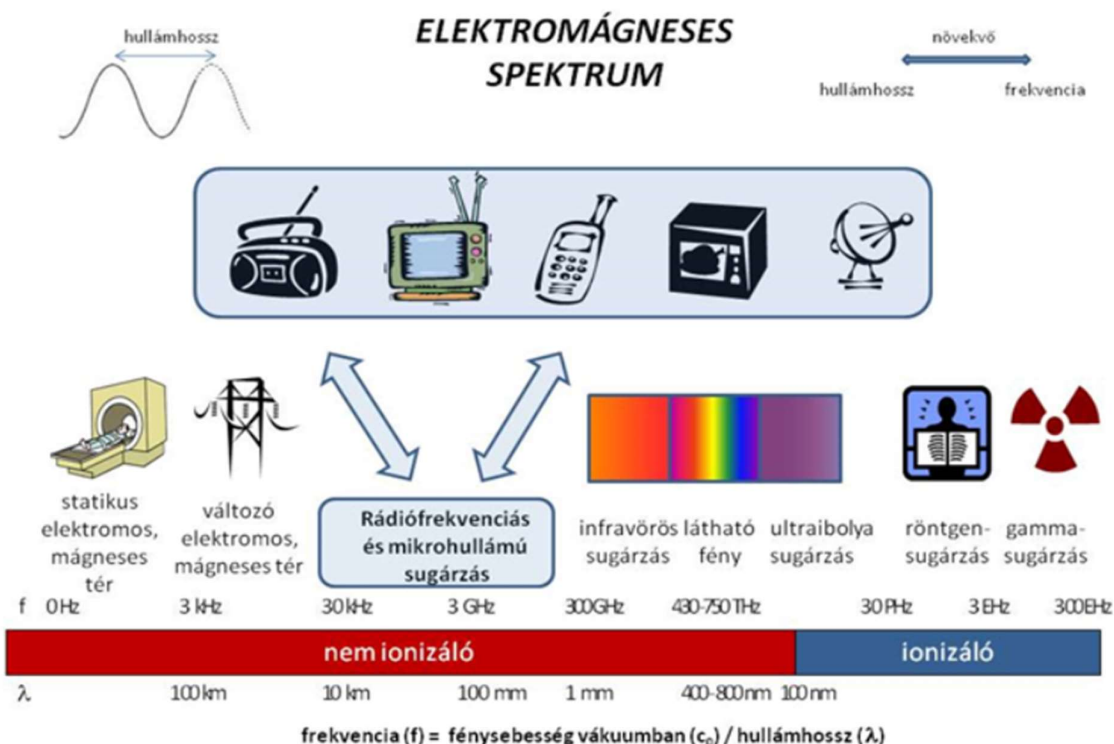 ELEKTROMÁGNESES
SPEKTRUM
hullámhossz
növekvő
hullámhossz frekvencia
statikus
elektromos,
mágneses
tér
változó
elektromos,
mágneses tér
Rádiófrekvenciás
és mikrohullámú
sugárzás
infravörös
sugárzás
látható
fény
ultraibolya
sugárzás
röntgen-
sugárzás
gamma-
sugárzás
f 0 Hz 3 kHz 30 kHz 3 GHz 300 GHz 430-750 THz 30 PHz 3 EHz 300 EHz
nem ionizáló ionizáló
λ 100 km 10 km 100 mm 1 mm 400-800 nm 100 nm
frekvencia (f) = fénysebesség vákuumban (c₀) / hullámhossz (λ)